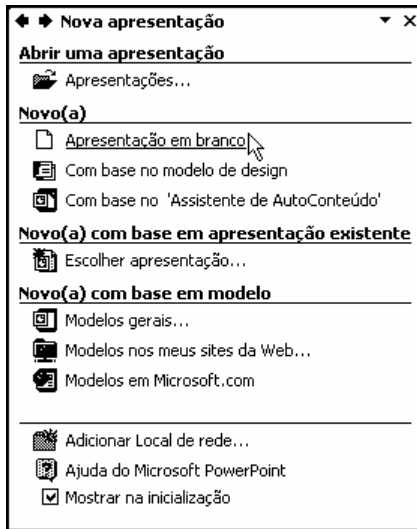 Nova apresentação
Abrir uma apresentação
Apresentações...
Novo(a)
Apresentação em branco
Com base no modelo de design
Com base no 'Assistente de AutoConteúdo'
Novo(a) com base em apresentação existente
Escolher apresentação...
Novo(a) com base em modelo
Modelos gerais...
Modelos nos meus sites da Web...
Modelos em Microsoft.com
Adicionar Local de rede...
Ajuda do Microsoft PowerPoint
Mostrar na inicialização